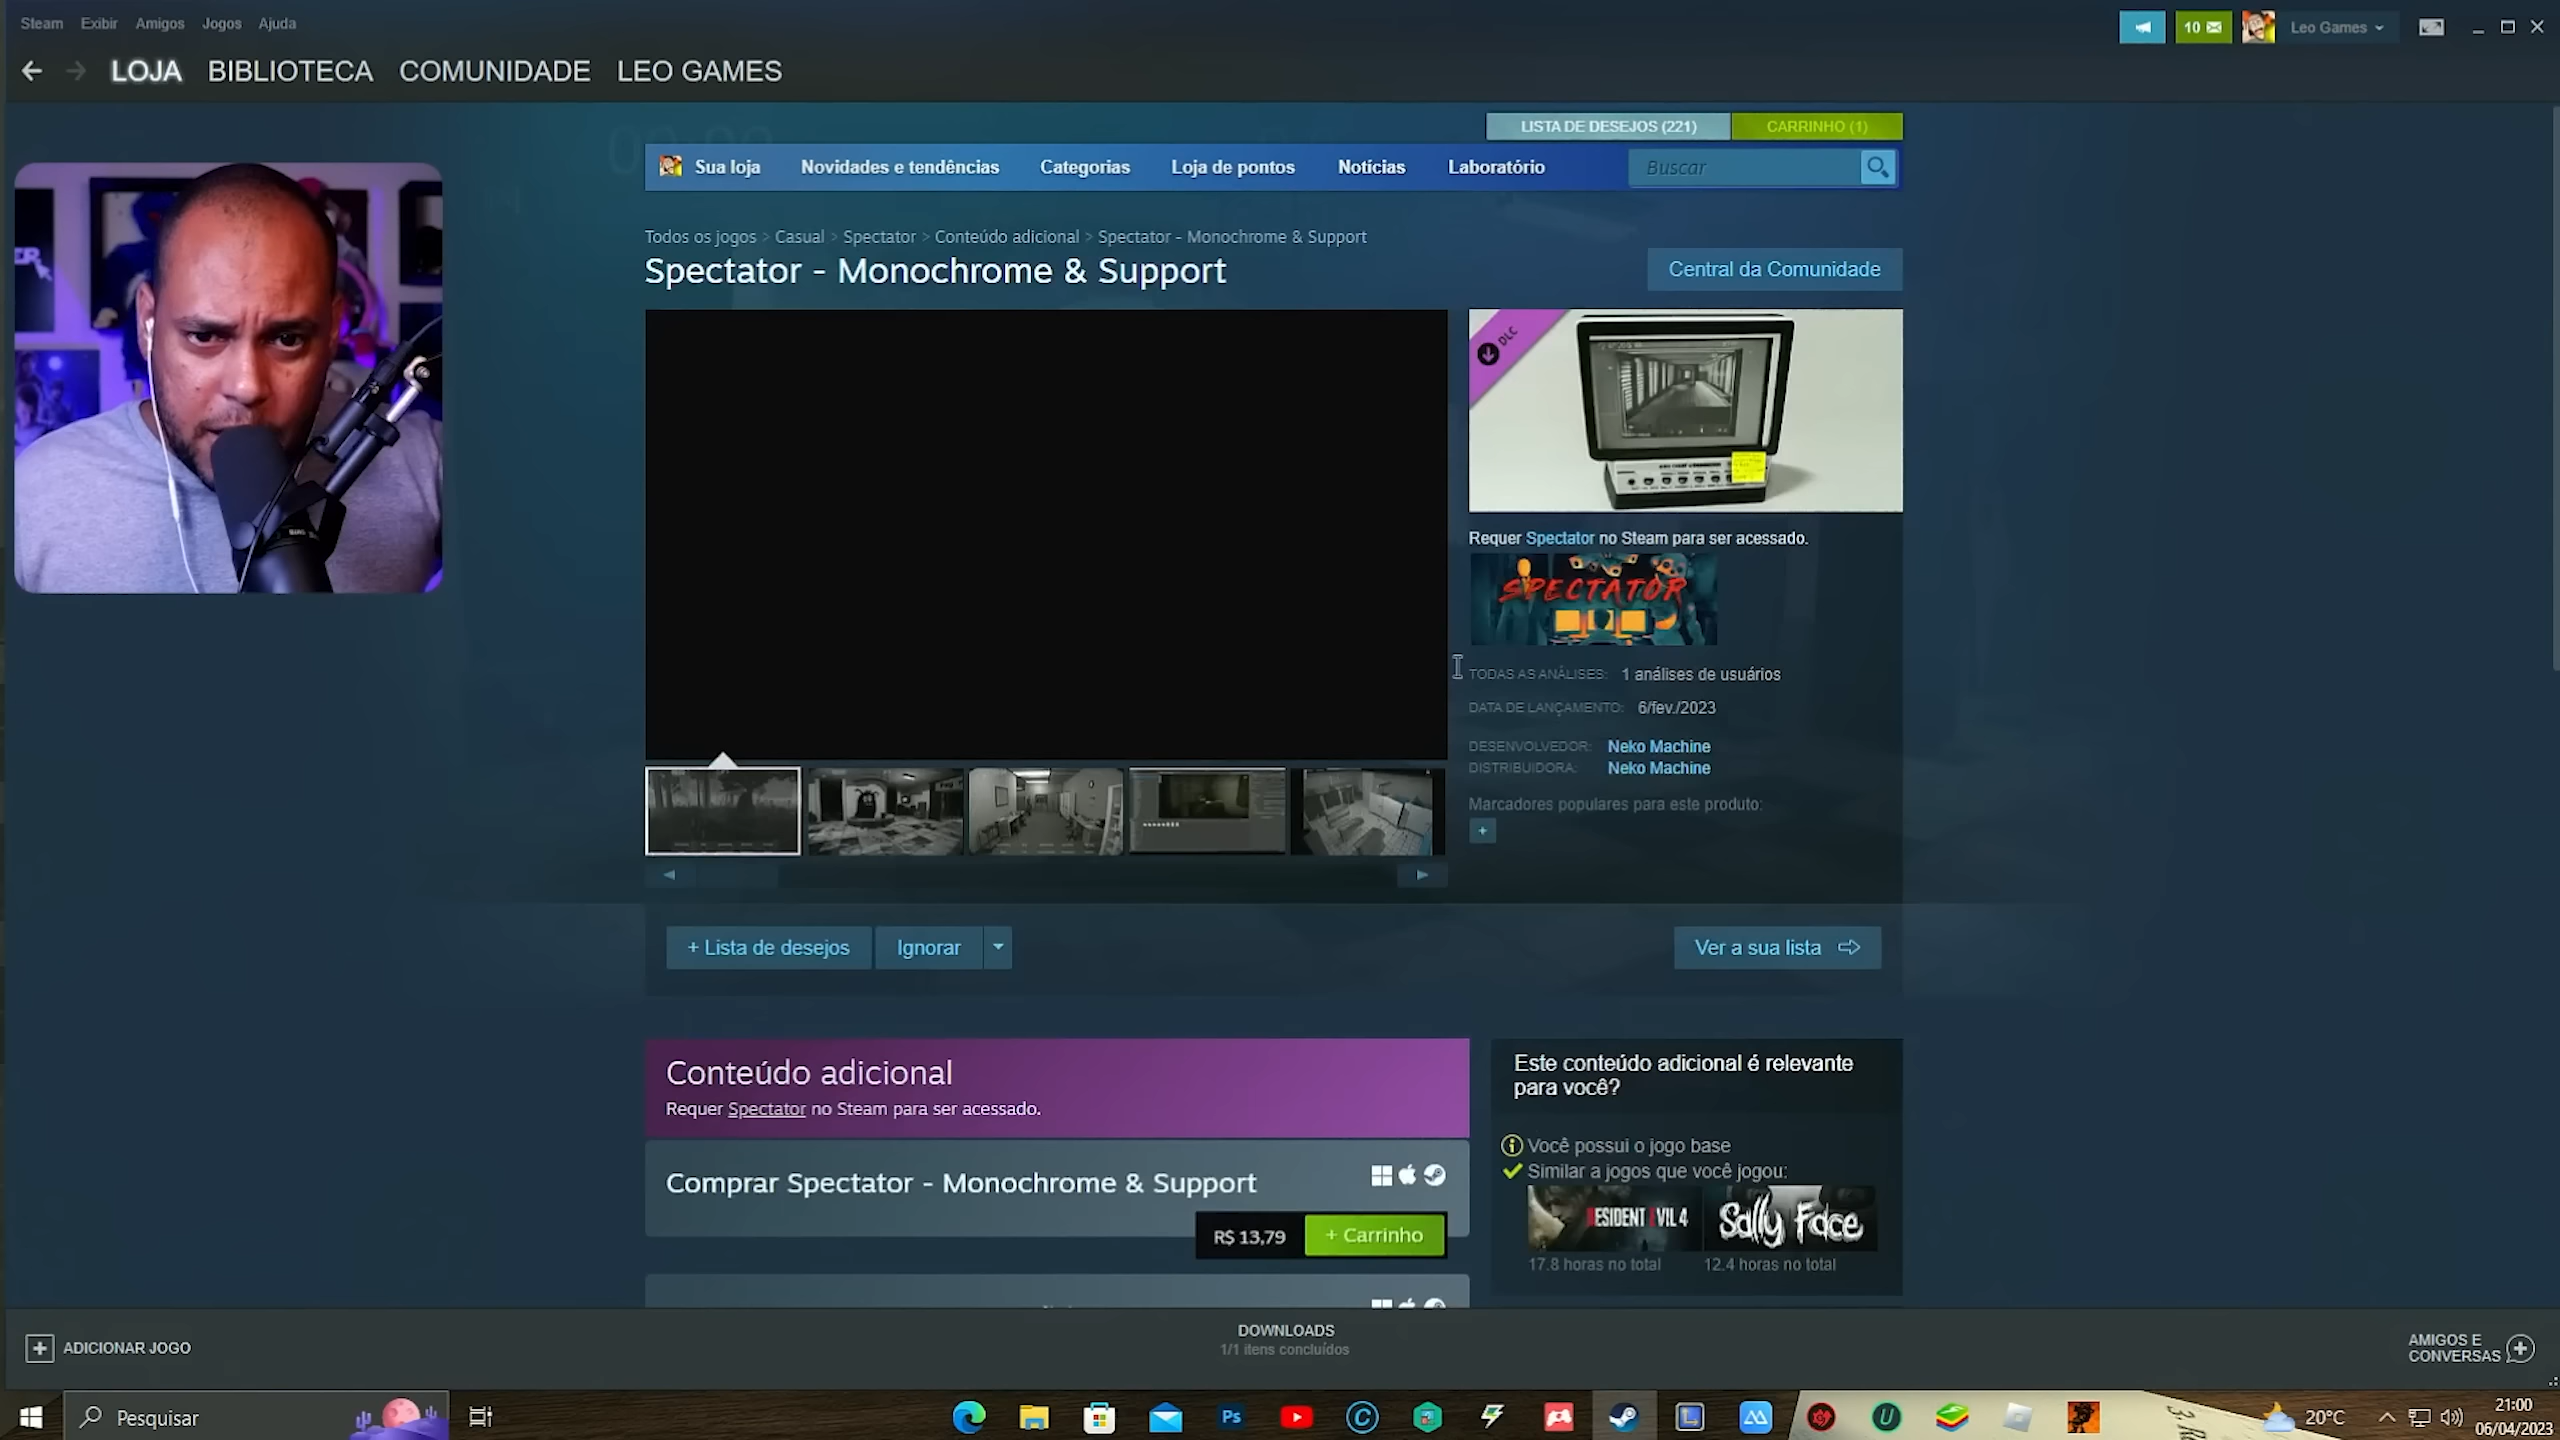 Steam Exibir Amigos Jogos Ajuda
10
Leo Games
LOJA BIBLIOTECA COMUNIDADE LEO GAMES
LISTA DE DESEJOS (221)
CARRINHO (1)
Sua loja Novidades e tendências Categorias Loja de pontos Notícias Laboratório
Buscar
Todos os jogos > Casual > Spectator > Conteúdo adicional > Spectator - Monochrome & Support
Spectator - Monochrome & Support
Central da Comunidade
DLC
Requer Spectator no Steam para ser acessado.
SPECTATOR
TODAS AS ANÁLISES: 1 análises de usuários
DATA DE LANÇAMENTO: 6/fev./2023
DESENVOLVEDOR: Neko Machine
DISTRIBUIDORA: Neko Machine
Marcadores populares para este produto:
+
+ Lista de desejos
Ignorar
Ver a sua lista
Conteúdo adicional
Requer Spectator no Steam para ser acessado.
Comprar Spectator - Monochrome & Support
R$ 13,79
+ Carrinho
Este conteúdo adicional é relevante
para você?
Você possui o jogo base
Similar a jogos que você jogou:
RESIDENT EVIL 4
Sally Face
17.8 horas no total
12.4 horas no total
ADICIONAR JOGO
DOWNLOADS
1/1 itens concluídos
AMIGOS E
CONVERSAS
Pesquisar
Ps
20°C
21:00
06/04/2023